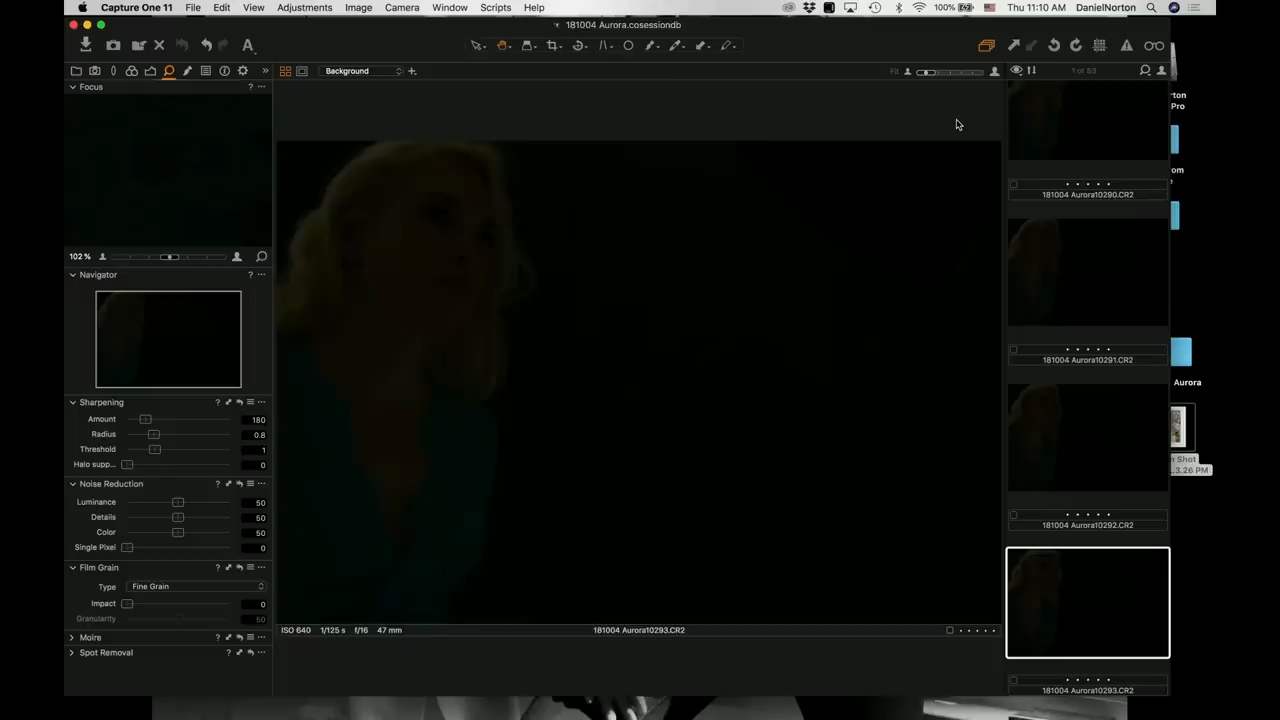 Capture One 11 File Edit View Adjustments Image Camera Window Scripts Help 100% Thu 11:10 AM DanielNorton
181004 Aurora.cosessiondb
Background
Fit
1 of 53
Focus
102 %
Navigator
Sharpening
Amount 180
Radius 0.8
Threshold 1
Halo supp... 0
Noise Reduction
Luminance 50
Details 50
Color 50
Single Pixel 0
Film Grain
Type Fine Grain
Impact 0
Granularity 50
Moire
Spot Removal
ISO 640 1/125 s f/16 47 mm 181004 Aurora10293.CR2
181004 Aurora10290.CR2
181004 Aurora10291.CR2
181004 Aurora10292.CR2
181004 Aurora10293.CR2
rton
Pro
om
Aurora
n Shot
3.26 PM